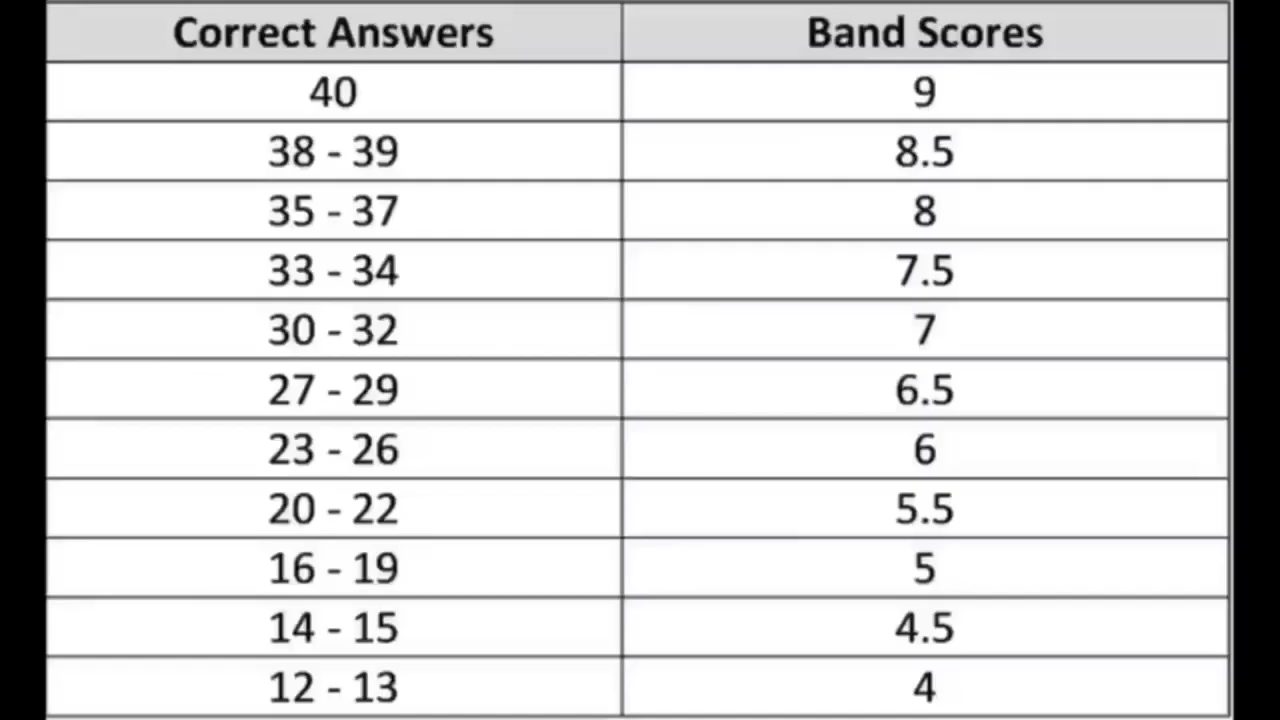 Correct Answers Band Scores
40 9
38 - 39 8.5
35 - 37 8
33 - 34 7.5
30 - 32 7
27 - 29 6.5
23 - 26 6
20 - 22 5.5
16 - 19 5
14 - 15 4.5
12 - 13 4